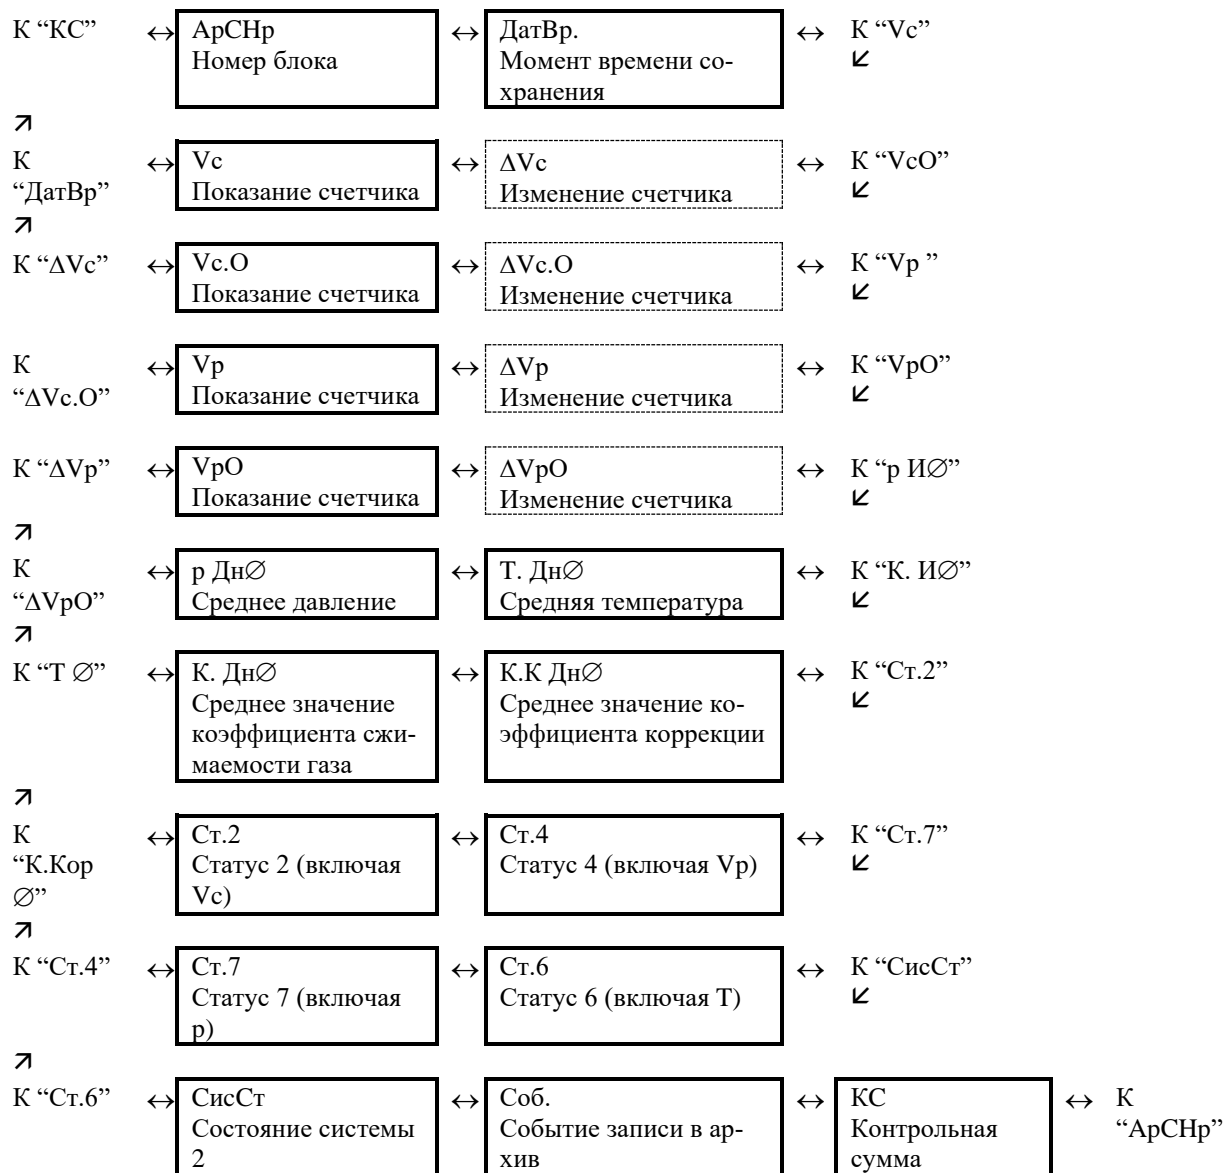 К “КС” ↔ АрСНр ↔ ДатВр. ↔ К “Vc”
Номер блока Момент времени со- ↙
хранения
↗
К ↔ Vc ↔ ΔVc ↔ К “VcO”
“ДатВр” Показание счетчика Изменение счетчика ↙
↗
К “ΔVc” ↔ Vc.O ↔ ΔVc.O ↔ К “Vp ”
Показание счетчика Изменение счетчика ↙
К ↔ Vp ↔ ΔVp ↔ К “VpO”
“ΔVc.O” Показание счетчика Изменение счетчика ↙
К “ΔVp” ↔ VpO ↔ ΔVpO ↔ К “р И∅”
Показание счетчика Изменение счетчика ↙
↗
К ↔ р Дн∅ ↔ Т. Дн∅ ↔ К “К. И∅”
“ΔVpO” Среднее давление Средняя температура ↙
↗
К “Т ∅” ↔ К. Дн∅ ↔ К.К Дн∅ ↔ К “Ст.2”
Среднее значение Среднее значение ко- ↙
коэффициента сжи- эффициента коррекции
маемости газа
↗
К ↔ Ст.2 ↔ Ст.4 ↔ К “Ст.7”
“К.Кор Статус 2 (включая Статус 4 (включая Vp) ↙
∅” Vc)
↗
К “Ст.4” ↔ Ст.7 ↔ Ст.6 ↔ К “СисСт”
Статус 7 (включая Статус 6 (включая Т) ↙
р)
↗
К “Ст.6” ↔ СисСт ↔ Соб. ↔ КС ↔ К
Состояние системы Событие записи в ар- Контрольная “АрСНр”
2 хив сумма